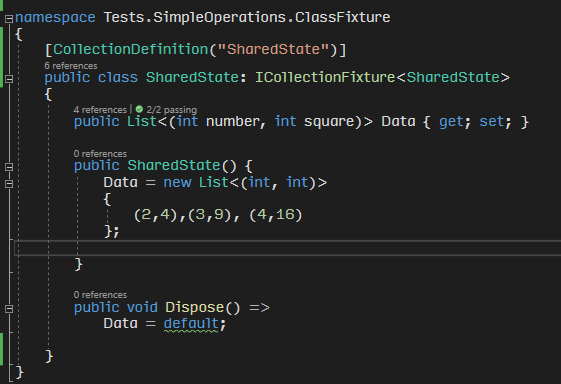 namespace Tests.SimpleOperations.ClassFixture
{
[CollectionDefinition("SharedState")]
6 references
public class SharedState: ICollectionFixture<SharedState>
{
4 references | 2/2 passing
public List<(int number, int square)> Data { get; set; }
0 references
public SharedState() {
Data = new List<(int, int)>
{
(2,4),(3,9), (4,16)
};
}
0 references
public void Dispose() =>
Data = default;
}
}